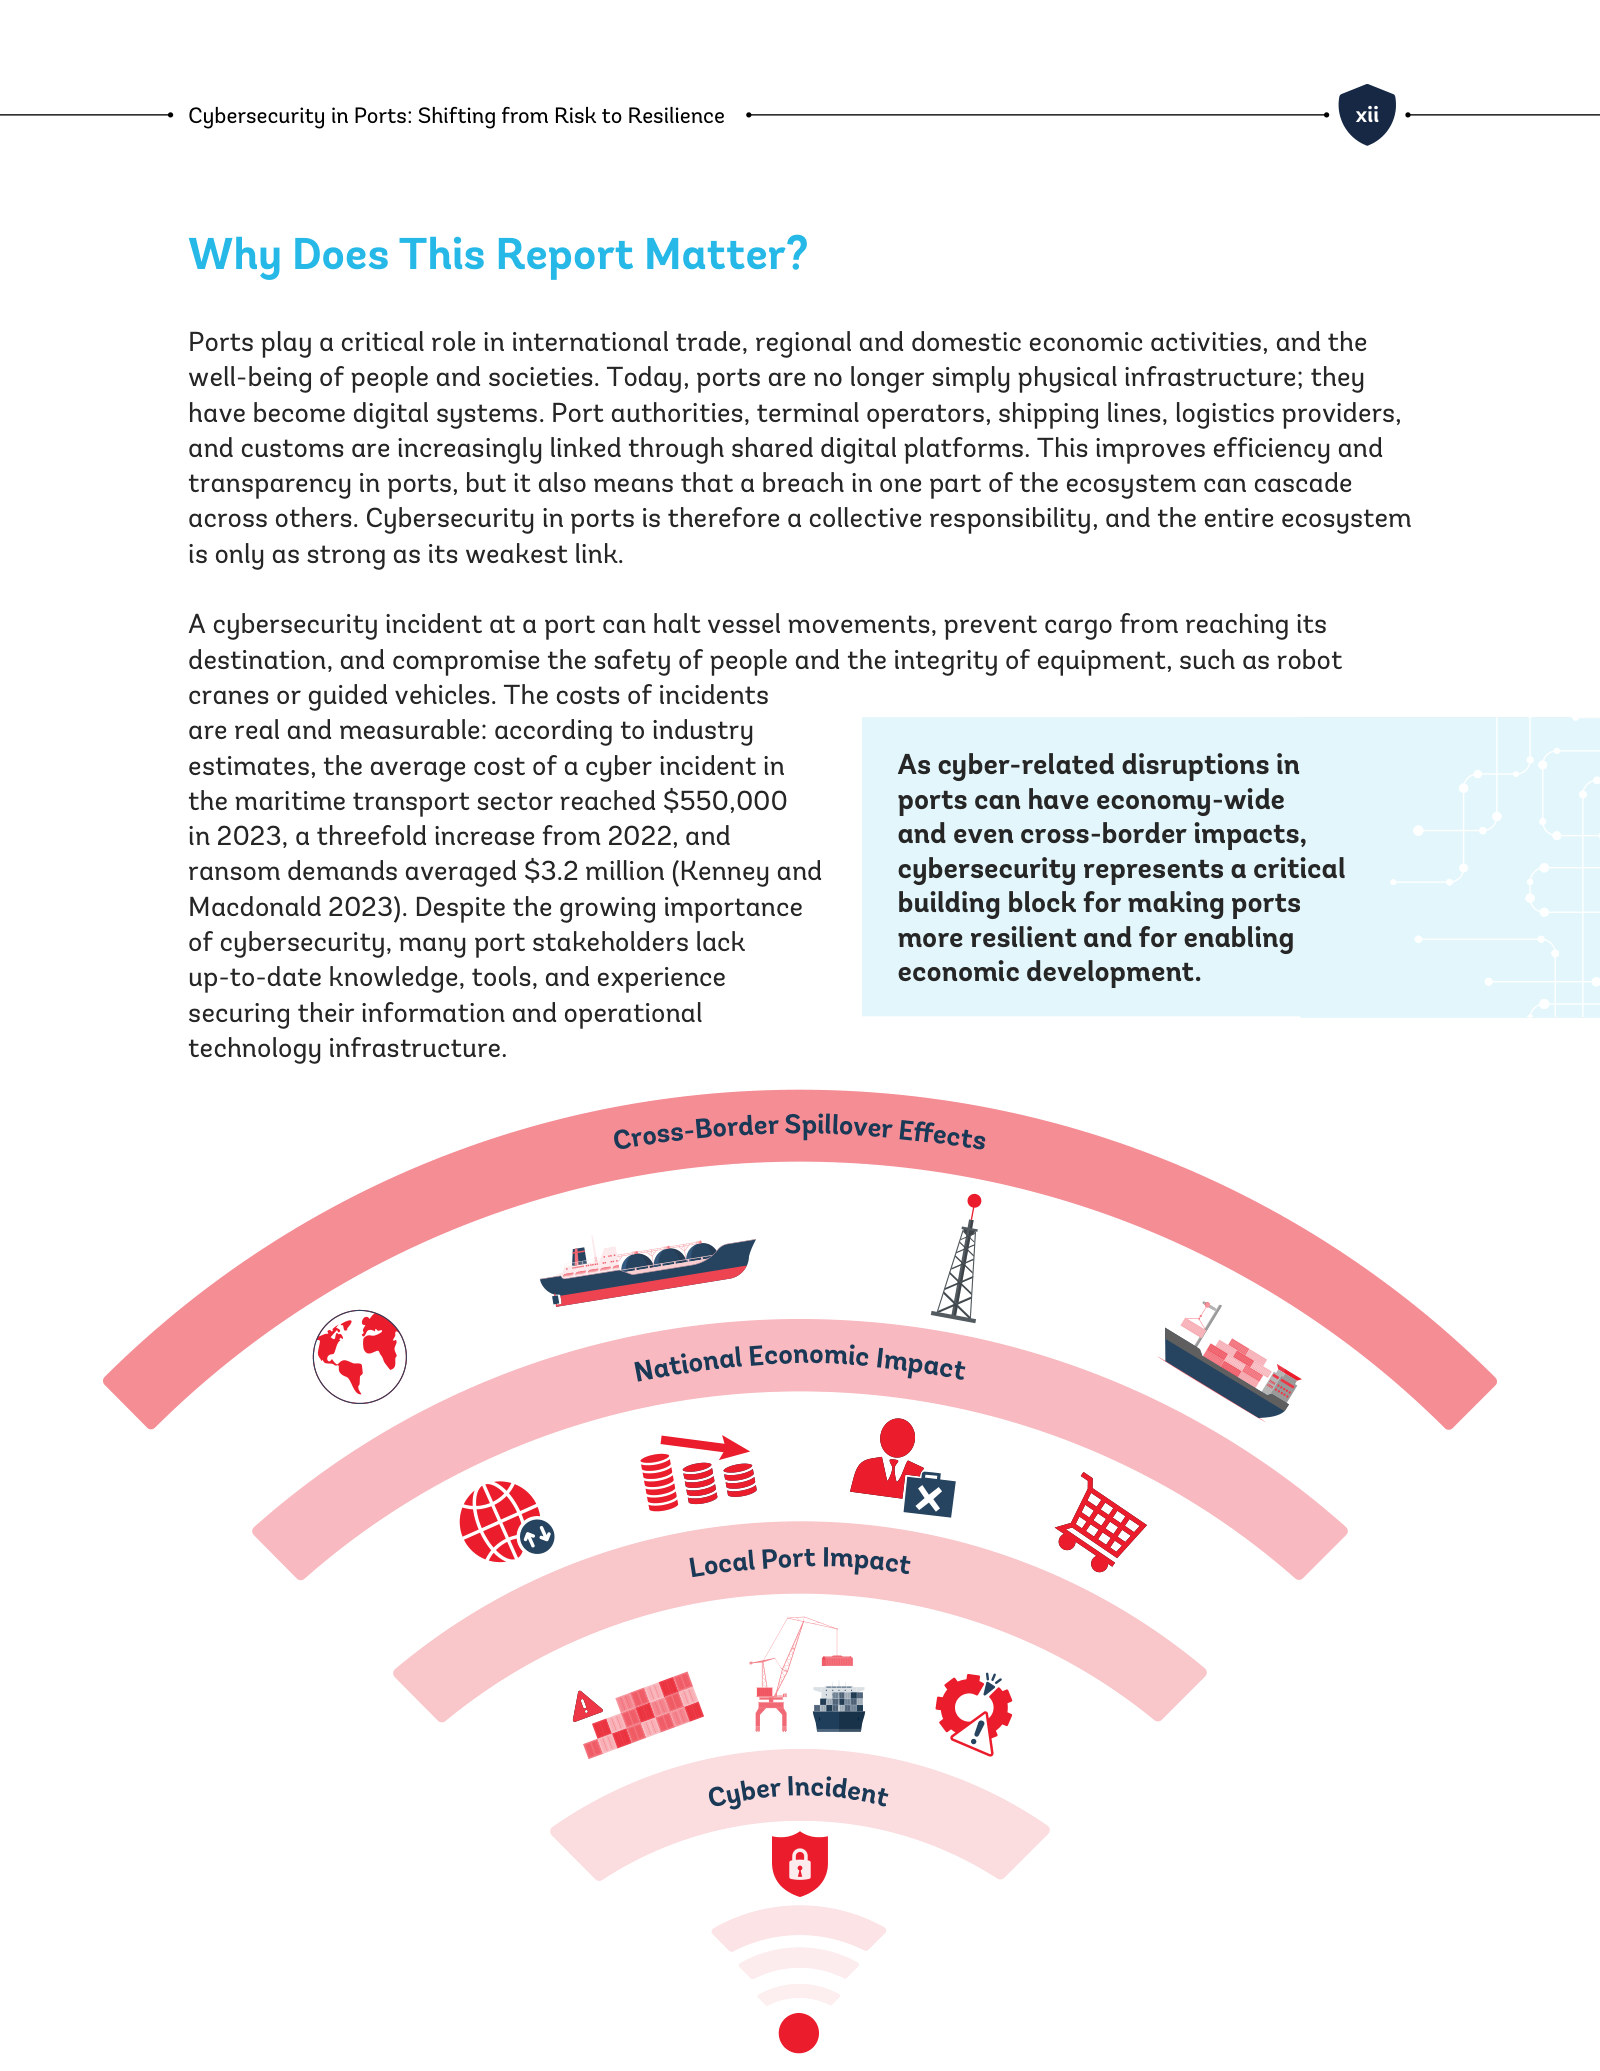 Cybersecurity in Ports: Shifting from Risk to Resilience
xii
Why Does This Report Matter?
Ports play a critical role in international trade, regional and domestic economic activities, and the
well-being of people and societies. Today, ports are no longer simply physical infrastructure; they
have become digital systems. Port authorities, terminal operators, shipping lines, logistics providers,
and customs are increasingly linked through shared digital platforms. This improves efficiency and
transparency in ports, but it also means that a breach in one part of the ecosystem can cascade
across others. Cybersecurity in ports is therefore a collective responsibility, and the entire ecosystem
is only as strong as its weakest link.
A cybersecurity incident at a port can halt vessel movements, prevent cargo from reaching its
destination, and compromise the safety of people and the integrity of equipment, such as robot
cranes or guided vehicles. The costs of incidents
are real and measurable: according to industry
estimates, the average cost of a cyber incident in
the maritime transport sector reached $550,000
in 2023, a threefold increase from 2022, and
ransom demands averaged $3.2 million (Kenney and
Macdonald 2023). Despite the growing importance
of cybersecurity, many port stakeholders lack
up-to-date knowledge, tools, and experience
securing their information and operational
technology infrastructure.
As cyber-related disruptions in
ports can have economy-wide
and even cross-border impacts,
cybersecurity represents a critical
building block for making ports
more resilient and for enabling
economic development.
Cross-Border Spillover Effects
National Economic Impact
Local Port Impact
Cyber Incident